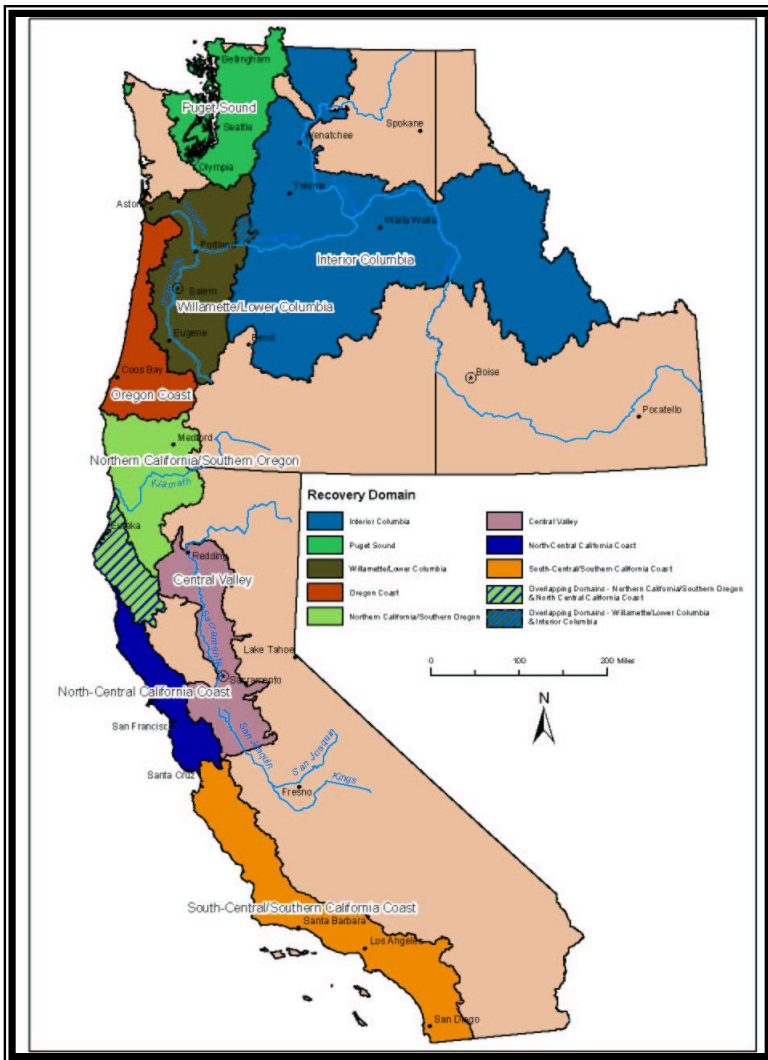 Bellingham
Puget Sound
Seattle
Spokane
Wenatchee
Olympia
Yakima
Walla Walla
Portland
Interior Columbia
Salem
Willamette/Lower Columbia
Eugene
Bend
Coos Bay
Boise
Oregon Coast
Pocatello
Medford
Northern California/Southern Oregon
Klamath
Eureka
Redding
Central Valley
Sacramento
Lake Tahoe
Sacramento
North-Central California Coast
San Francisc
San Joaquin
San Joaquin
Santa Cruz
Kings
Fresno
South-Central/Southern California Coast
Santa Barbara
Los Angeles
San Diego
Recovery Domain
Interior Columbia
Puget Sound
Willamette/Lower Columbia
Oregon Coast
Northern California/Southern Oregon
Central Valley
North-Central California Coast
South-Central/Southern California Coast
Overlapping Domains - Northern California/Southern Oregon
& North Central California Coast
Overlapping Domains - Willamette/Lower Columbia
& Interior Columbia
0 100 200 Miles
N